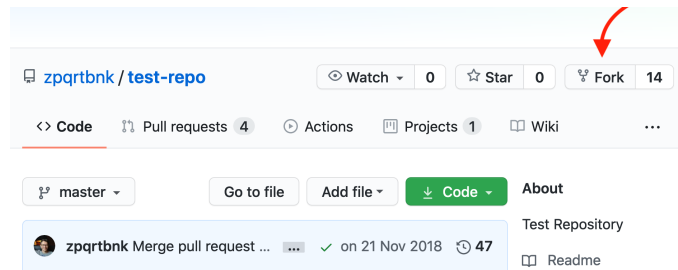 zpqrtbnk / test-repo Watch 0 Star 0 Fork 14
<> Code Pull requests 4 Actions Projects 1 Wiki ...
master Go to file Add file Code About
Test Repository
zpqrtbnk Merge pull request ... ... on 21 Nov 2018 47
Readme